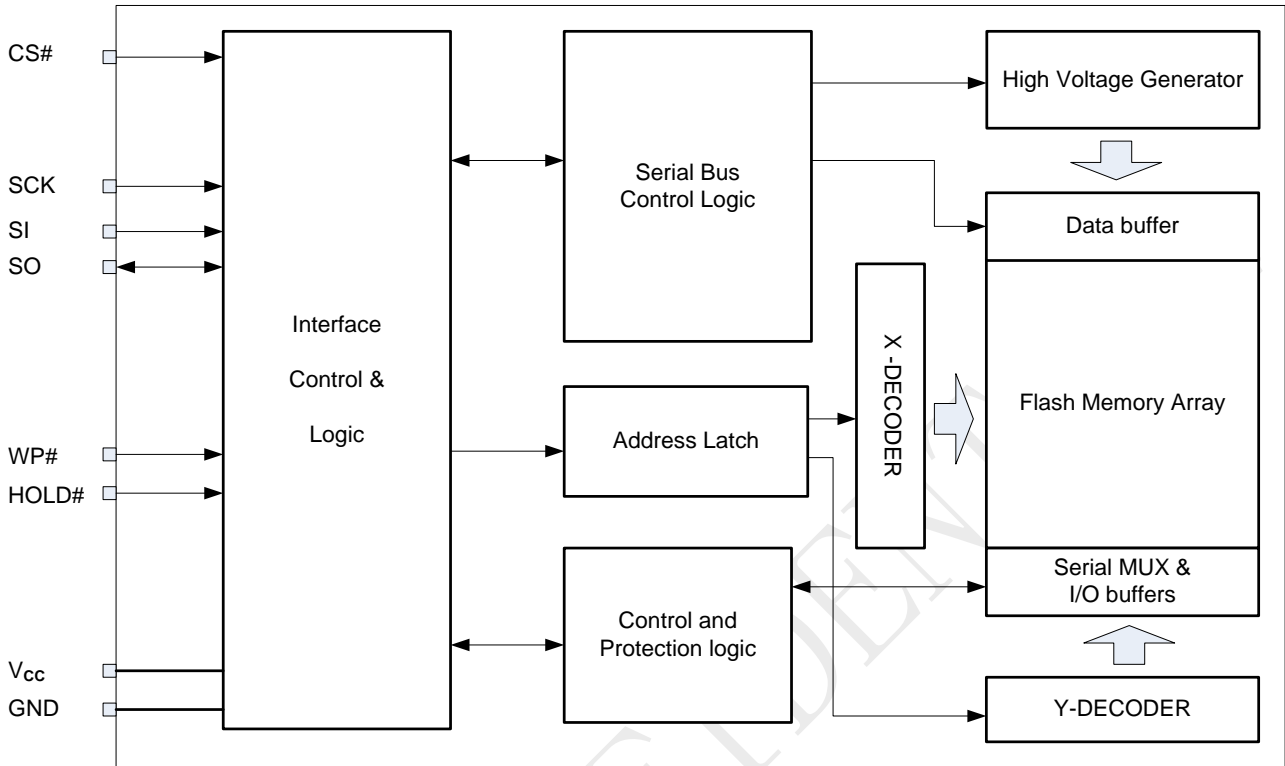 CS#
SCK
SI
SO
WP#
HOLD#
Vcc
GND
Interface
Control &
Logic
Serial Bus
Control Logic
Address Latch
Control and
Protection logic
X -DECODER
High Voltage Generator
Data buffer
Flash Memory Array
Serial MUX &
I/O buffers
Y-DECODER